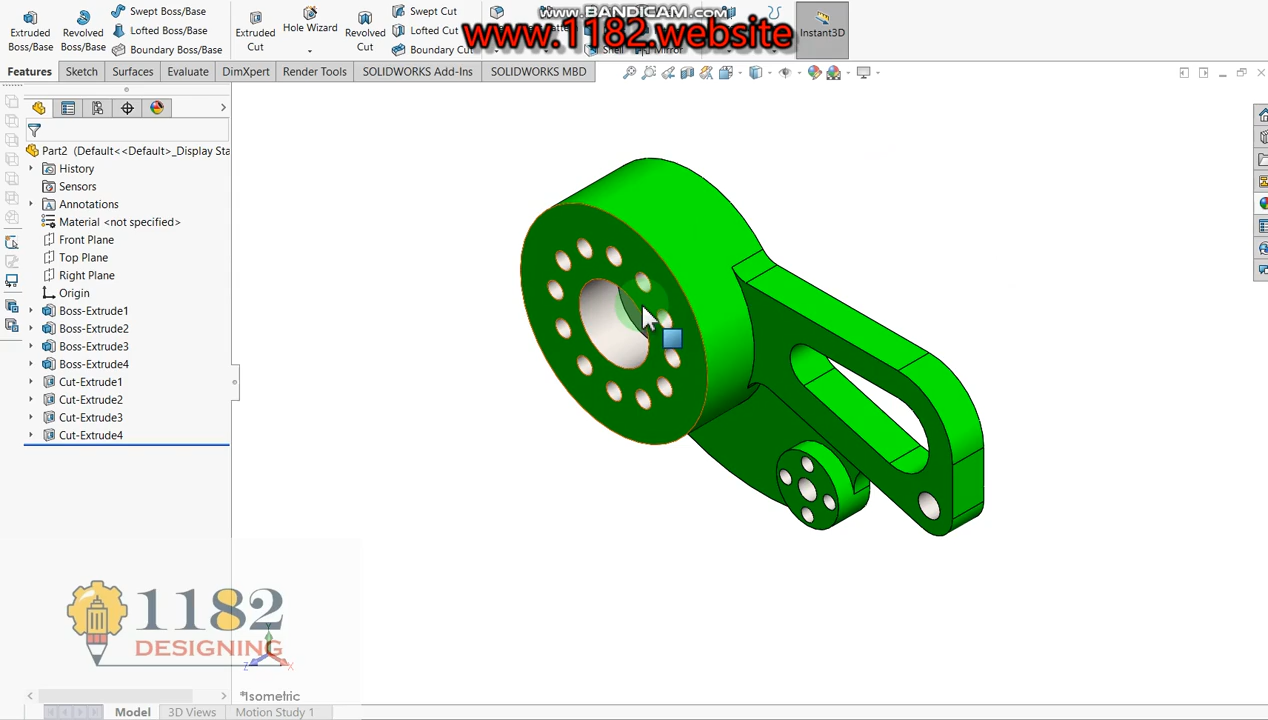 www.BANDICAM.com
www.1182.website
Extruded Boss/Base
Revolved Boss/Base
Swept Boss/Base
Lofted Boss/Base
Boundary Boss/Base
Extruded Cut
Hole Wizard
Revolved Cut
Swept Cut
Lofted Cut
Boundary Cut
Shell
Mirror
Instant3D
Features
Sketch
Surfaces
Evaluate
DimXpert
Render Tools
SOLIDWORKS Add-Ins
SOLIDWORKS MBD
Part2 (Default<<Default>_Display Sta
History
Sensors
Annotations
Material <not specified>
Front Plane
Top Plane
Right Plane
Origin
Boss-Extrude1
Boss-Extrude2
Boss-Extrude3
Boss-Extrude4
Cut-Extrude1
Cut-Extrude2
Cut-Extrude3
Cut-Extrude4
1182
DESIGNING
Y
Z
X
*Isometric
Model
3D Views
Motion Study 1